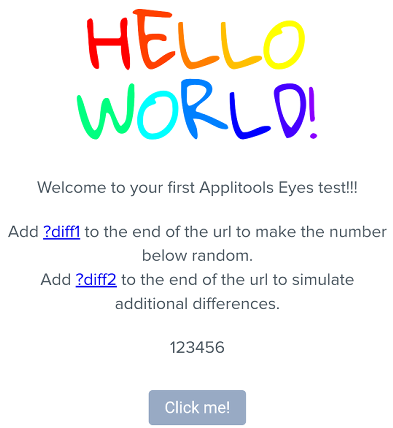 HELLO
WORLD!
Welcome to your first Applitools Eyes test!!!
Add ?diff1 to the end of the url to make the number
below random.
Add ?diff2 to the end of the url to simulate
additional differences.
123456
Click me!